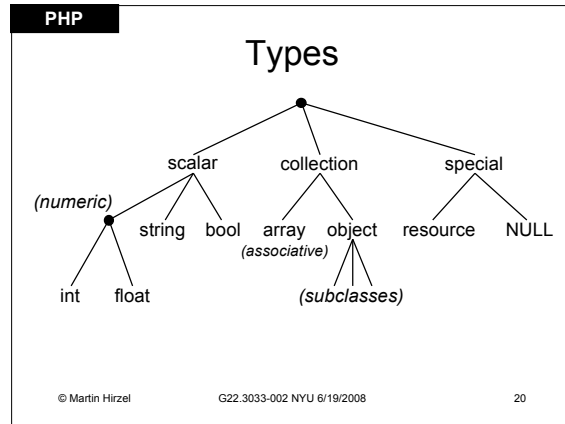 PHP
Types
scalar collection special
(numeric)
string bool array object resource NULL
(associative)
int float (subclasses)
© Martin Hirzel G22.3033-002 NYU 6/19/2008 20